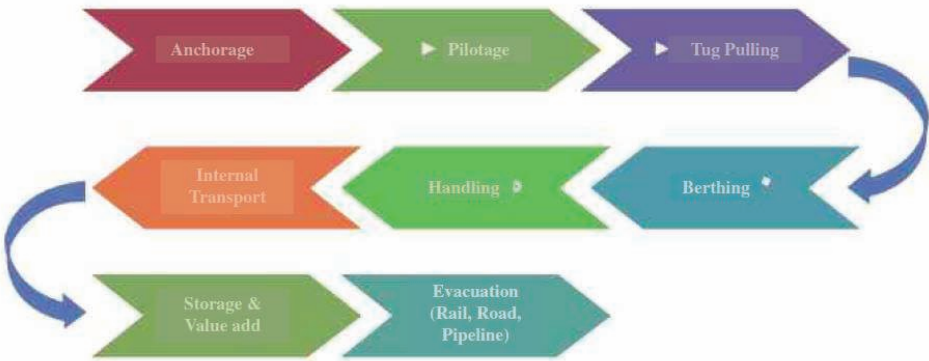 Anchorage
Pilotage
Tug Pulling
Internal
Transport
Handling
Berthing
Storage &
Value add
Evacuation
(Rail, Road,
Pipeline)